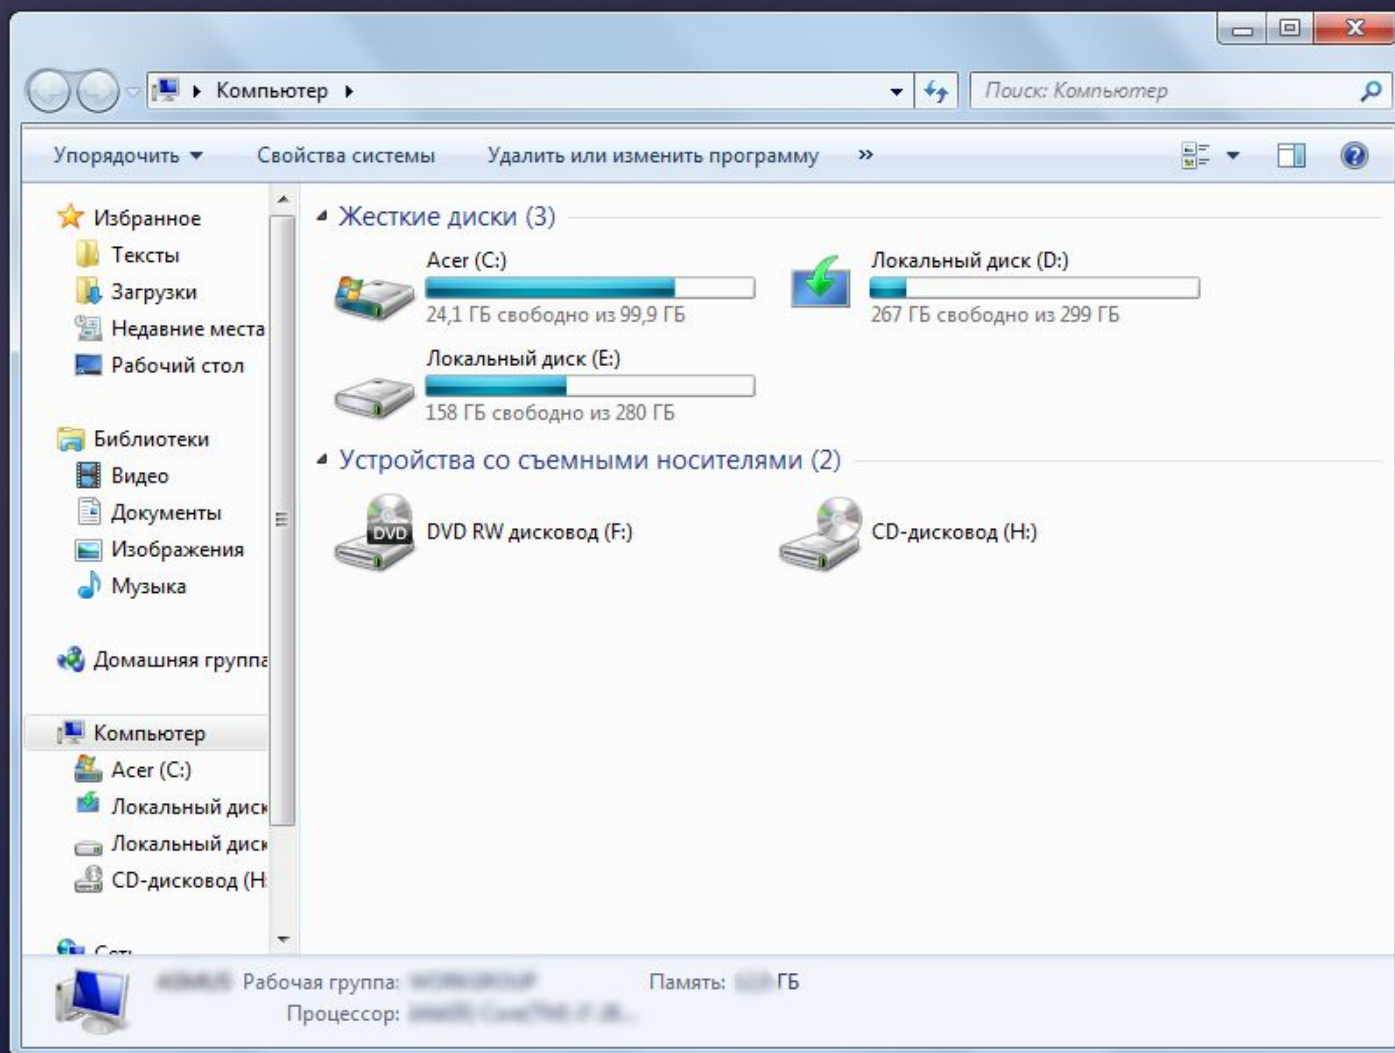 Компьютер
Поиск: Компьютер
Упорядочить
Свойства системы
Удалить или изменить программу
»
Избранное
Тексты
Загрузки
Недавние места
Рабочий стол
Библиотеки
Видео
Документы
Изображения
Музыка
Домашняя группа
Компьютер
Acer (C:)
Локальный диск
Локальный диск
CD-дисковод (H:
Сеть
Жесткие диски (3)
Acer (C:)
24,1 ГБ свободно из 99,9 ГБ
Локальный диск (D:)
267 ГБ свободно из 299 ГБ
Локальный диск (E:)
158 ГБ свободно из 280 ГБ
Устройства со съемными носителями (2)
DVD
DVD RW дисковод (F:)
CD-дисковод (H:)
Рабочая группа:
Память: ГБ
Процессор: